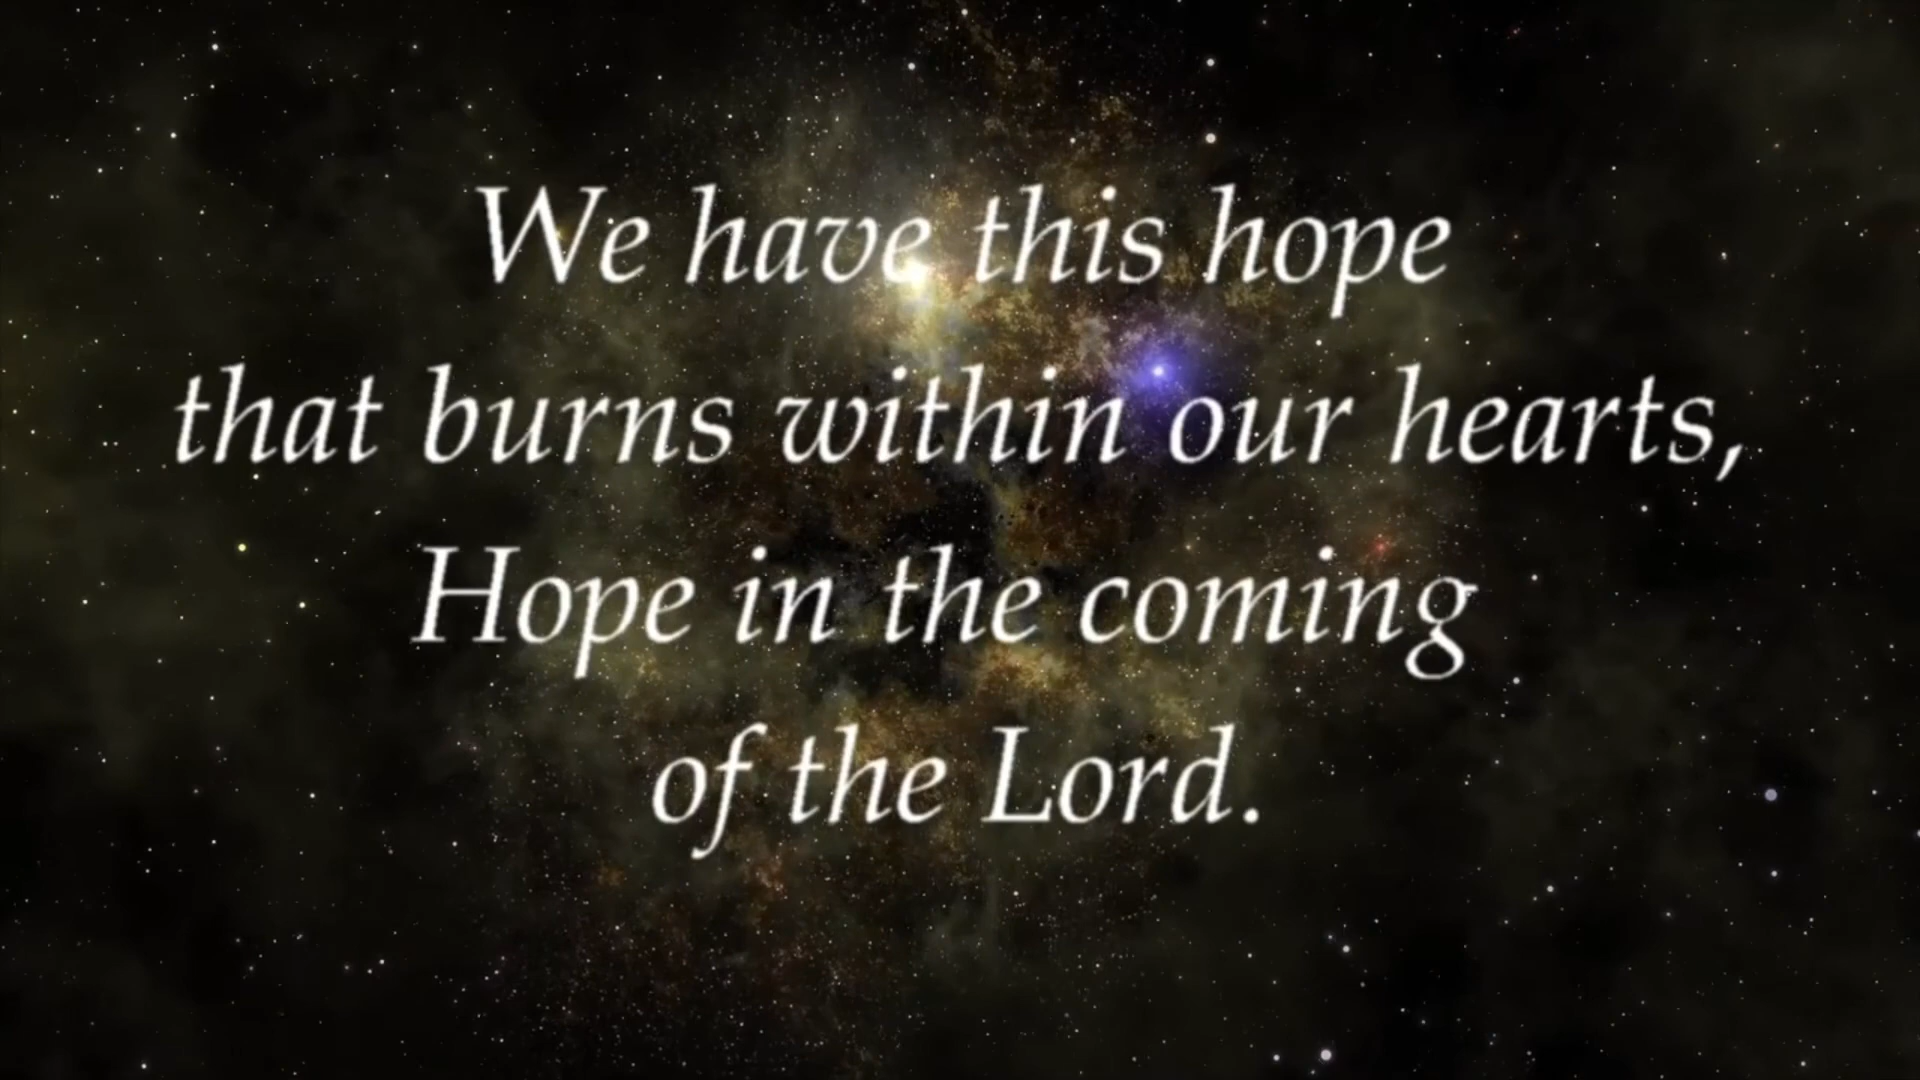 We have this hope
that burns within our hearts,
Hope in the coming
of the Lord.